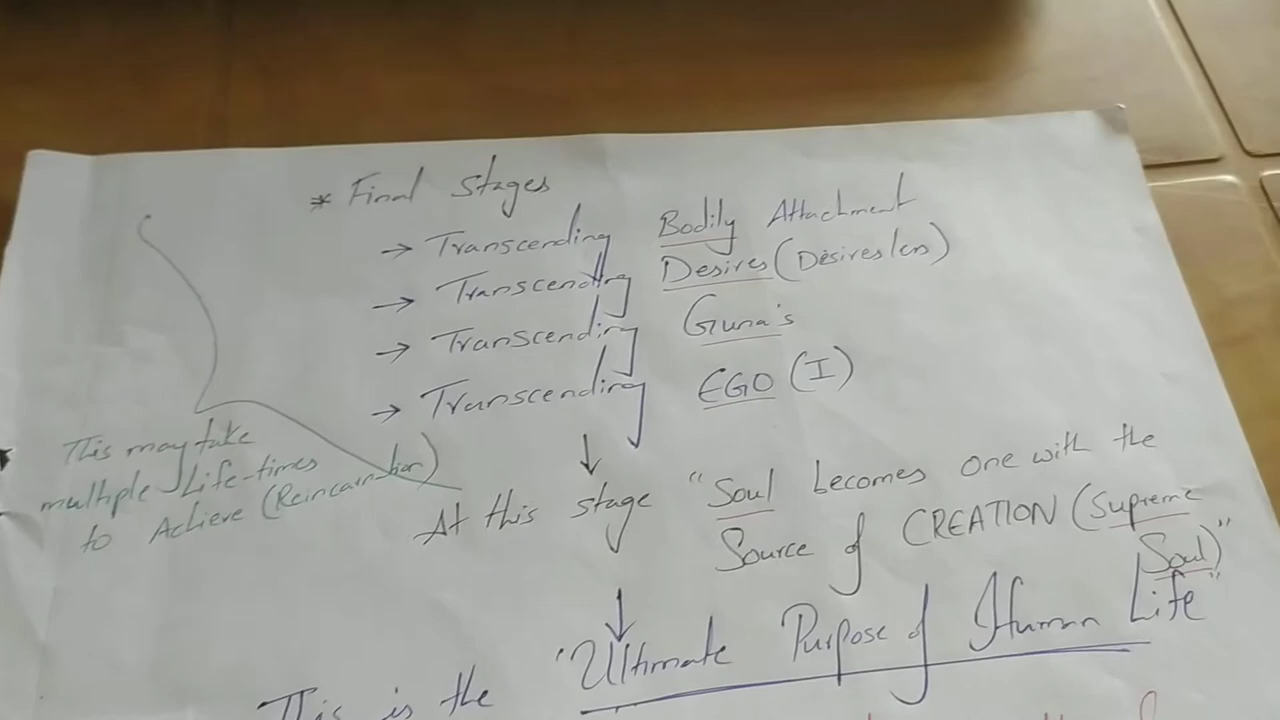 * Final Stages
→ Transcending Bodily Attachment
→ Transcending Desires (Desireless)
→ Transcending Guna's
→ Transcending EGO (I)
↓
This may take
multiple Life-times
to Achieve (Reincarnation)
At this stage "Soul becomes one with the
Source of CREATION (Supreme
Soul)"
↓
This is the "Ultimate Purpose of Human Life"